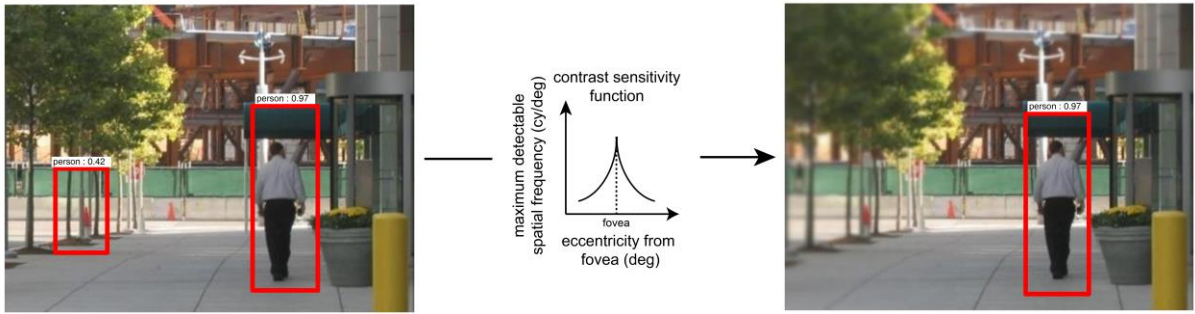 person : 0.97
person : 0.42
contrast sensitivity
function
maximum detectable
spatial frequency (cy/deg)
fovea
eccentricity from
fovea (deg)
person : 0.97